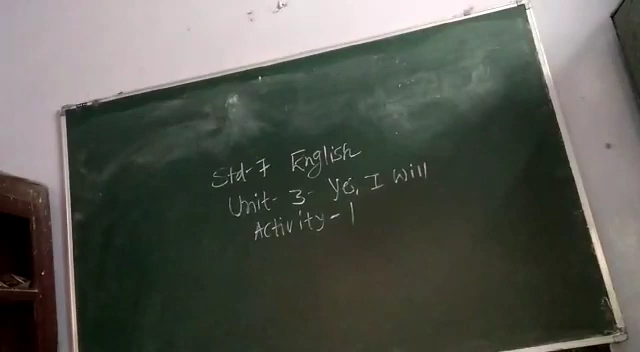 Std-7 English
Unit-3- Yes, I Will
Activity-1